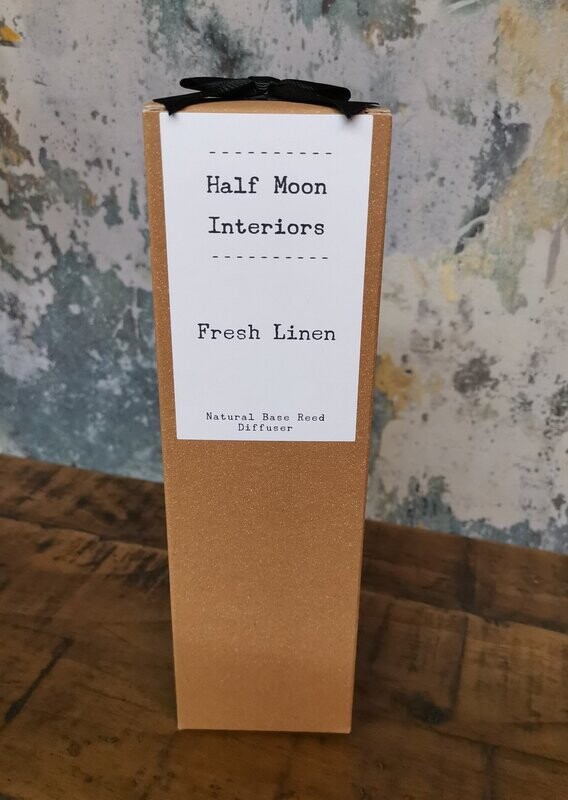 ----------
Half Moon
Interiors
----------
Fresh Linen
Natural Base Reed
Diffuser